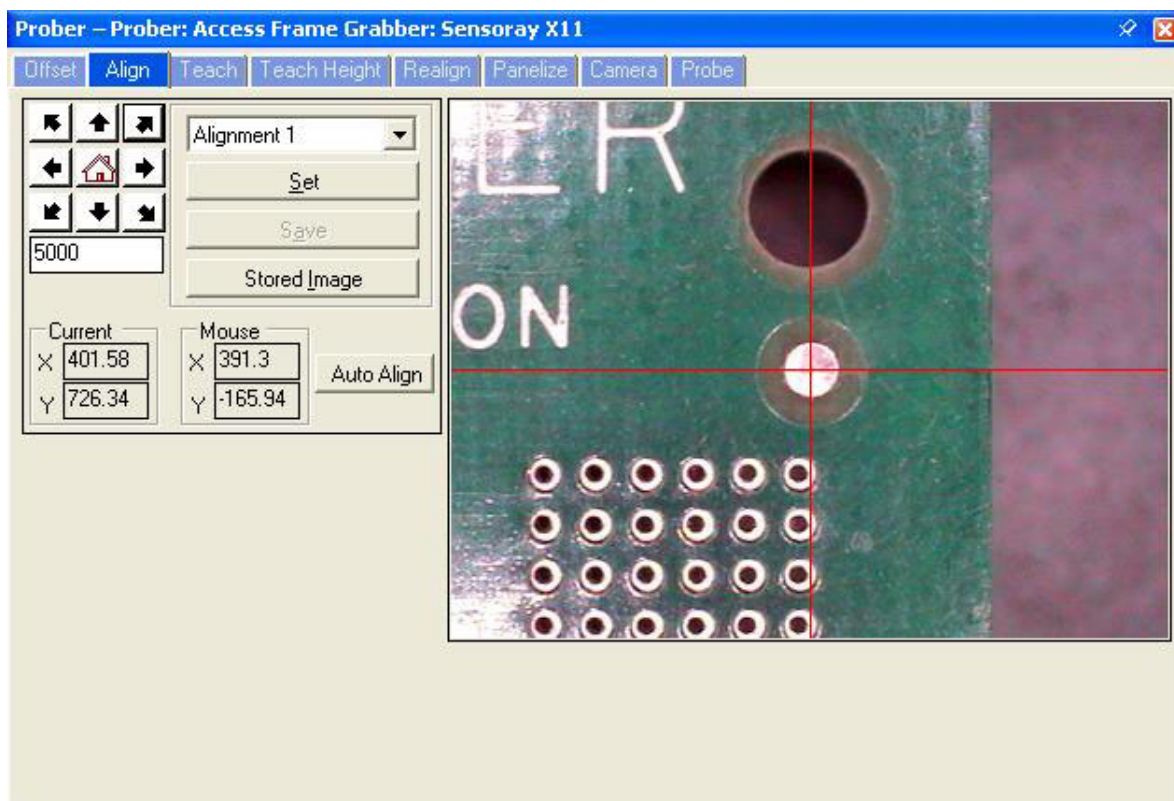 Prober – Prober: Access Frame Grabber: Sensoray X11
Offset Align Teach Teach Height Realign Panelize Camera Probe
Alignment 1
Set
Save
5000
Stored Image
Current
X 401.58
Y 726.34
Mouse
X 391.3
Y -165.94
Auto Align
ER
ON